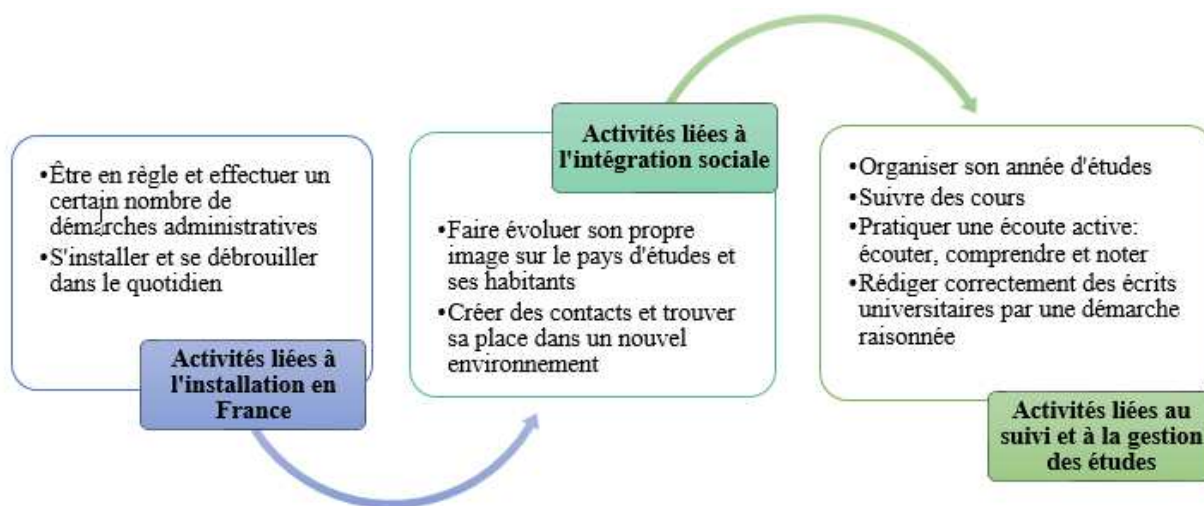 •Être en règle et effectuer un
certain nombre de
démarches administratives
•S'installer et se débrouiller
dans le quotidien
Activités liées à
l'installation en
France
Activités liées à
l'intégration sociale
•Faire évoluer son propre
image sur le pays d'études et
ses habitants
•Créer des contacts et trouver
sa place dans un nouvel
environnement
•Organiser son année d'études
•Suivre des cours
•Pratiquer une écoute active:
écouter, comprendre et noter
•Rédiger correctement des écrits
universitaires par une démarche
raisonnée
Activités liées au
suivi et à la gestion
des études